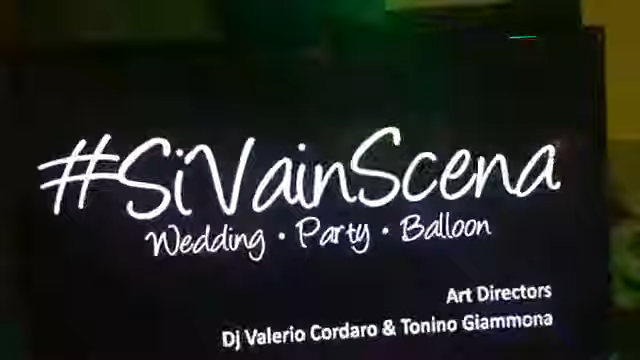 #SiVainScena
Wedding • Party • Balloon
Art Directors
Dj Valerio Cordaro & Tonino Giammona